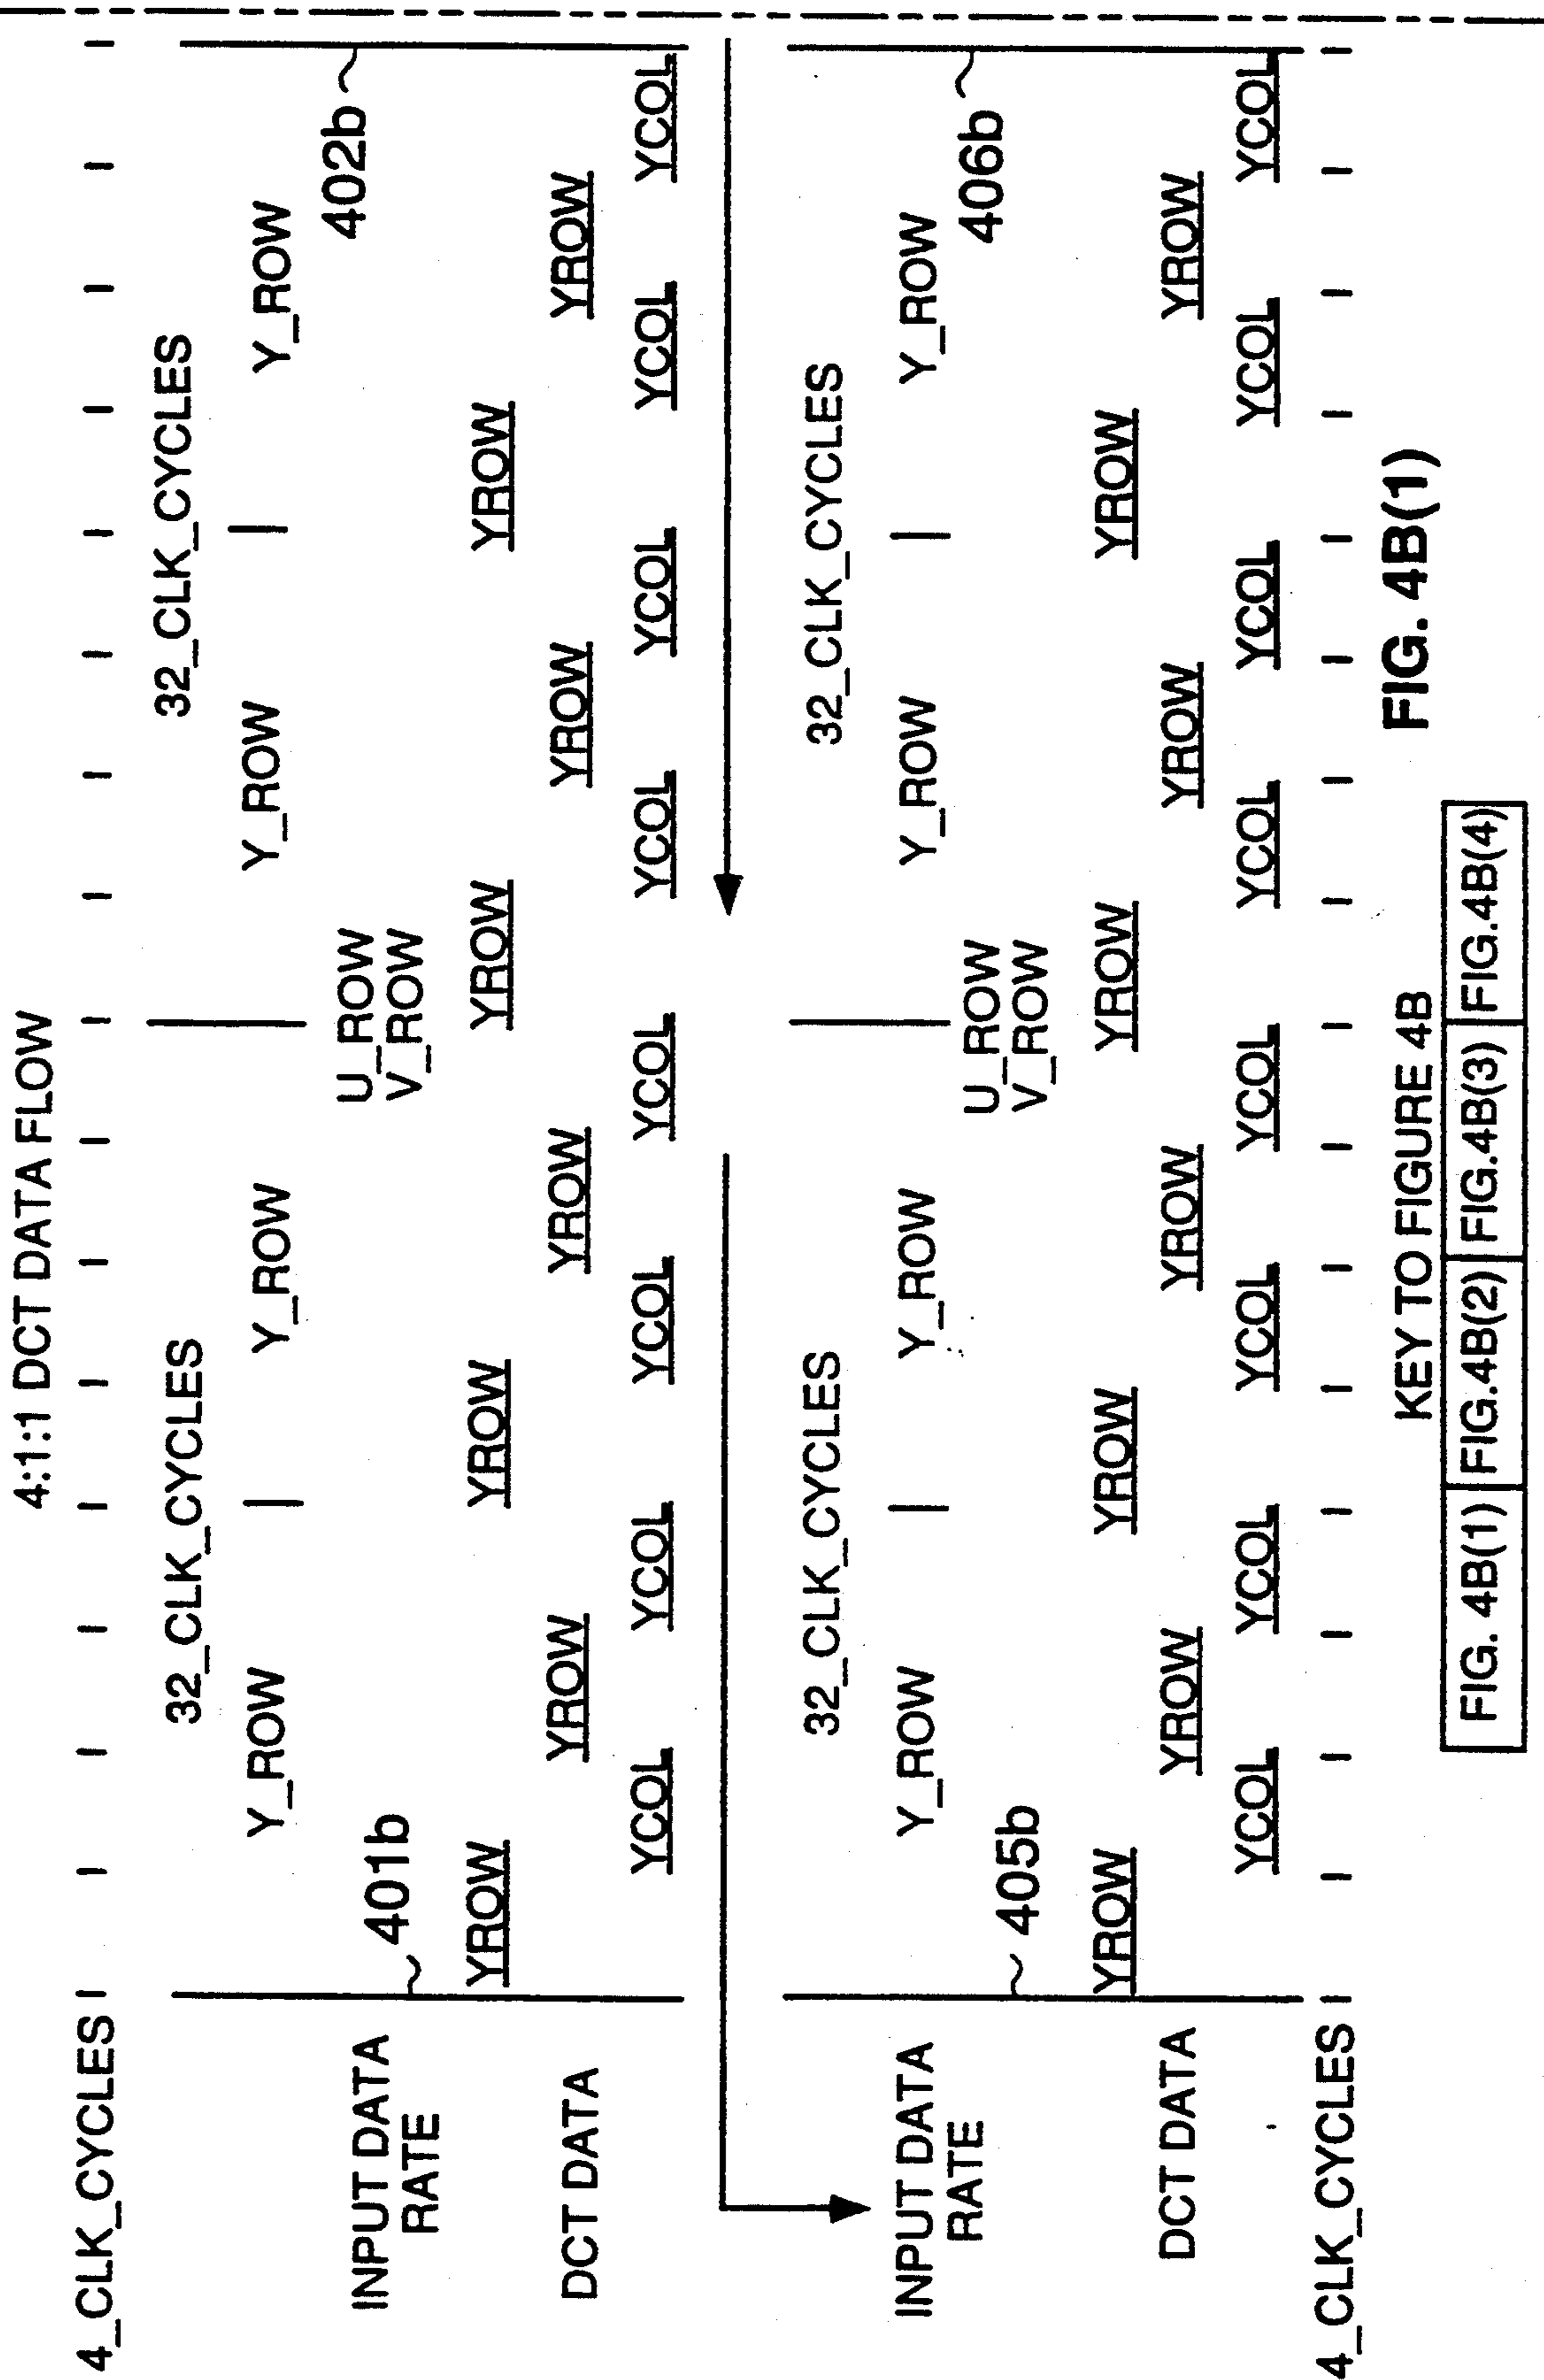 4:1:1 DCT DATA FLOW
4_CLK_CYCLES
32_CLK_CYCLES 32_CLK_CYCLES
Y_ROW Y_ROW Y_ROW Y_ROW
INPUT DATA
RATE
401b U_ROW 402b
V_ROW
YROW YROW YROW YROW
DCT DATA
YROW YROW YROW YROW
YCOL YCOL YCOL YCOL YCOL YCOL YCOL YCOL
32_CLK_CYCLES 32_CLK_CYCLES
INPUT DATA
RATE
Y_ROW Y_ROW Y_ROW Y_ROW
405b U_ROW 406b
V_ROW
YROW YROW YROW YROW
DCT DATA
YROW YROW YROW YROW
YCOL YCOL YCOL YCOL YCOL YCOL YCOL YCOL
4_CLK_CYCLES
KEY TO FIGURE 4B
FIG. 4B(1) FIG.4B(2) FIG.4B(3) FIG.4B(4)
FIG. 4B(1)